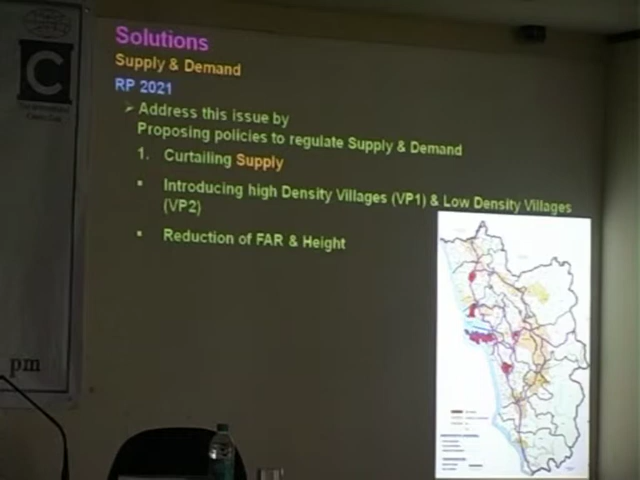 C
Solutions
Supply & Demand
RP 2021
➢ Address this issue by
Proposing policies to regulate Supply & Demand
1. Curtailing Supply
▪ Introducing high Density Villages (VP1) & Low Density Villages
(VP2)
▪ Reduction of FAR & Height
pm